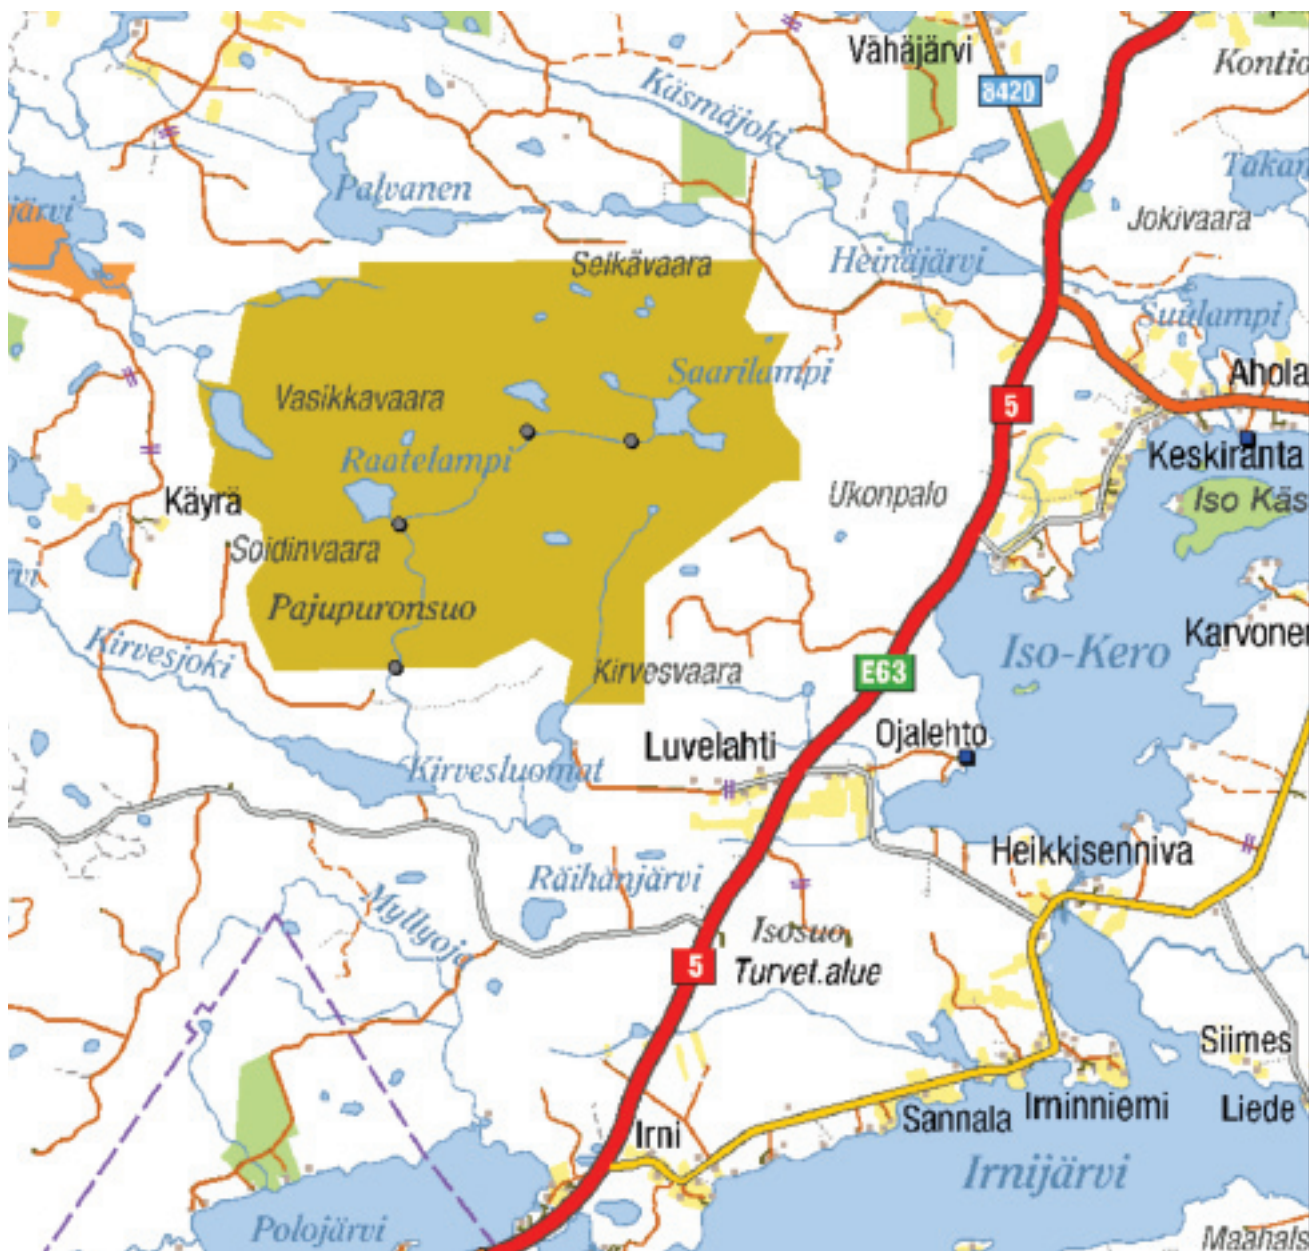 Vähäjärvi
Kontio
8420
Käsmäjoki
Takan
Palvanen
järvi
Jokivaara
Selkävaara
Heinäjärvi
Suulampi
Saarilampi
Ahola
Vasikkavaara
5
Raatelampi
Keskiranta
Käyrä
Ukonpalo
Iso Käs
Soidinvaara
rvi
Pajupuronsuo
Kirvesjoki
Iso-Kero
Karvonen
Kirvesvaara
E63
Luvelahti
Ojalehto
Kirvesluomat
Heikkisenniva
Räihänjärvi
Myllyoja
Isosuo
Turvet.alue
5
Siimes
Sannala
Irninniemi
Liede
Irni
Irnijärvi
Polojärvi
Maahals